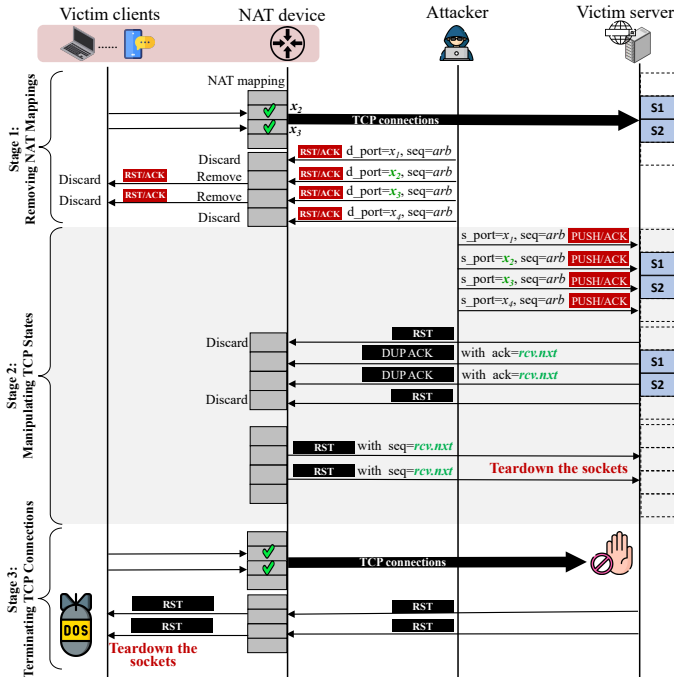 Victim clients NAT device Attacker Victim server
......
Stage 1:
Removing NAT Mappings
NAT mapping
x2
x3
TCP connections
S1
S2
Discard RST/ACK d_port=x1, seq=arb
Discard RST/ACK Remove RST/ACK d_port=x2, seq=arb
Discard RST/ACK Remove RST/ACK d_port=x3, seq=arb
Discard RST/ACK d_port=x4, seq=arb
Stage 2:
Manipulating TCP States
s_port=x1, seq=arb PUSH/ACK
s_port=x2, seq=arb PUSH/ACK S1
s_port=x3, seq=arb PUSH/ACK S2
s_port=x4, seq=arb PUSH/ACK
Discard RST
DUP ACK with ack=rcv.nxt S1
DUP ACK with ack=rcv.nxt S2
Discard RST
RST with seq=rcv.nxt
RST with seq=rcv.nxt Teardown the sockets
Stage 3:
Terminating TCP Connections
TCP connections
RST RST
RST RST
DOS
Teardown the
sockets